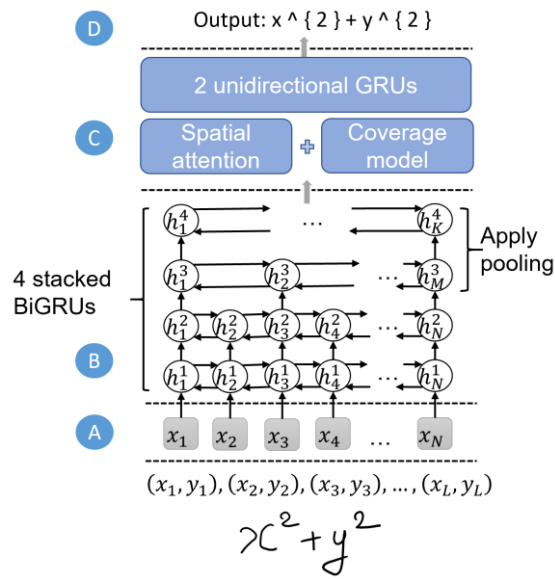 D
Output: x ^ { 2 } + y ^ { 2 }
2 unidirectional GRUs
C
Spatial attention
+
Coverage model
h_1^4 ... h_K^4
Apply pooling
4 stacked BiGRUs
h_1^3 h_2^3 ... h_M^3
h_1^2 h_2^2 h_3^2 h_4^2 ... h_N^2
B
h_1^1 h_2^1 h_3^1 h_4^1 ... h_N^1
A
x_1 x_2 x_3 x_4 ... x_N
(x_1, y_1), (x_2, y_2), (x_3, y_3), ..., (x_L, y_L)
x^2 + y^2